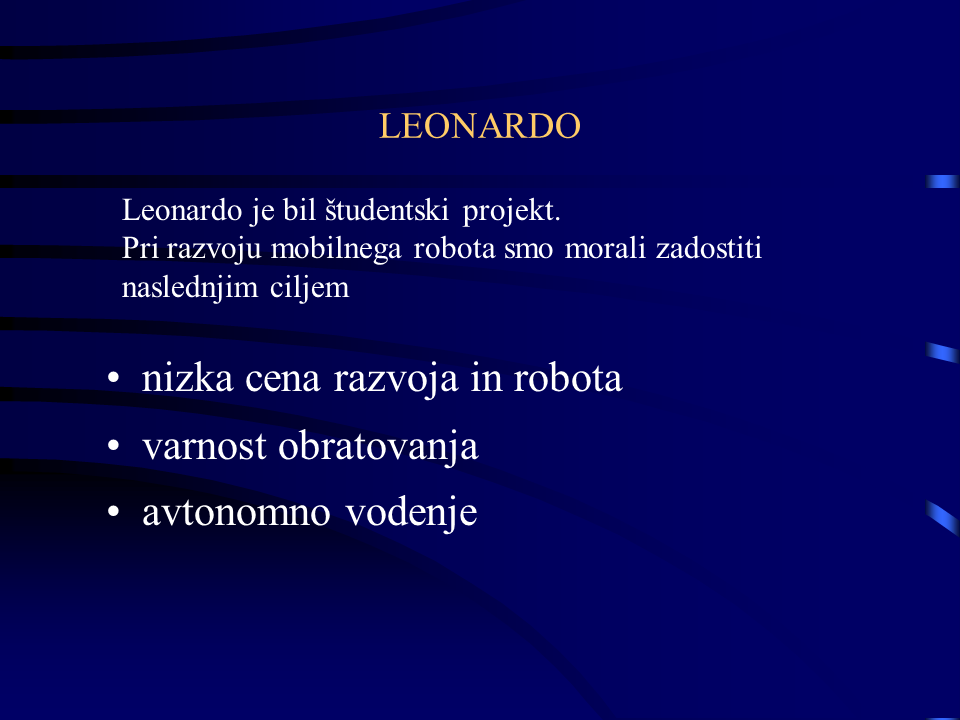 LEONARDO
Leonardo je bil študentski projekt.
Pri razvoju mobilnega robota smo morali zadostiti
naslednjim ciljem
• nizka cena razvoja in robota
• varnost obratovanja
• avtonomno vodenje